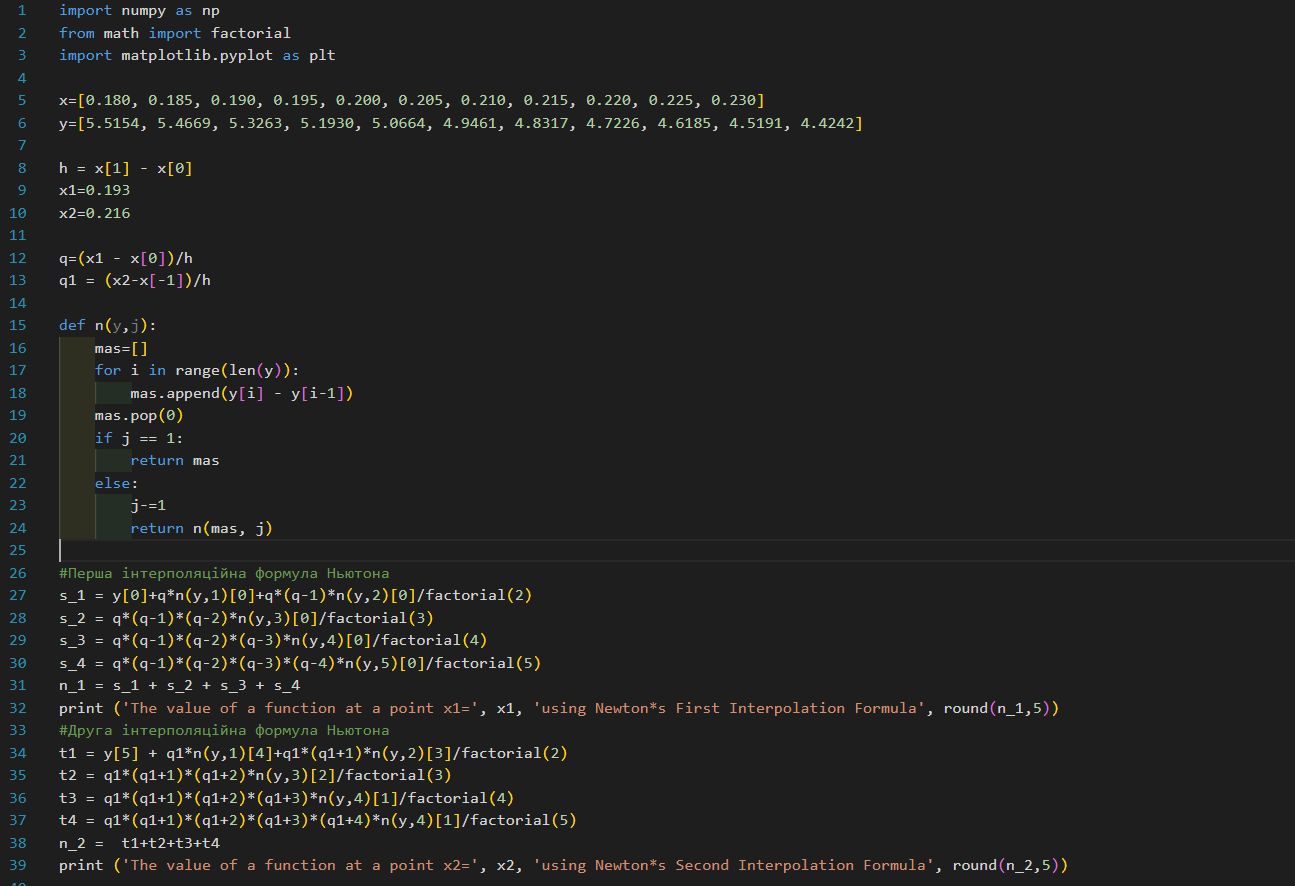 1 import numpy as np
2 from math import factorial
3 import matplotlib.pyplot as plt
4
5 x=[0.180, 0.185, 0.190, 0.195, 0.200, 0.205, 0.210, 0.215, 0.220, 0.225, 0.230]
6 y=[5.5154, 5.4669, 5.3263, 5.1930, 5.0664, 4.9461, 4.8317, 4.7226, 4.6185, 4.5191, 4.4242]
7
8 h = x[1] - x[0]
9 x1=0.193
10 x2=0.216
11
12 q=(x1 - x[0])/h
13 q1 = (x2-x[-1])/h
14
15 def n(y,j):
16     mas=[]
17     for i in range(len(y)):
18         mas.append(y[i] - y[i-1])
19     mas.pop(0)
20     if j == 1:
21         return mas
22     else:
23         j-=1
24         return n(mas, j)
25
26 #Перша інтерполяційна формула Ньютона
27 s_1 = y[0]+q*n(y,1)[0]+q*(q-1)*n(y,2)[0]/factorial(2)
28 s_2 = q*(q-1)*(q-2)*n(y,3)[0]/factorial(3)
29 s_3 = q*(q-1)*(q-2)*(q-3)*n(y,4)[0]/factorial(4)
30 s_4 = q*(q-1)*(q-2)*(q-3)*(q-4)*n(y,5)[0]/factorial(5)
31 n_1 = s_1 + s_2 + s_3 + s_4
32 print ('The value of a function at a point x1=', x1, 'using Newton*s First Interpolation Formula', round(n_1,5))
33 #Друга інтерполяційна формула Ньютона
34 t1 = y[5] + q1*n(y,1)[4]+q1*(q1+1)*n(y,2)[3]/factorial(2)
35 t2 = q1*(q1+1)*(q1+2)*n(y,3)[2]/factorial(3)
36 t3 = q1*(q1+1)*(q1+2)*(q1+3)*n(y,4)[1]/factorial(4)
37 t4 = q1*(q1+1)*(q1+2)*(q1+3)*(q1+4)*n(y,4)[1]/factorial(5)
38 n_2 =  t1+t2+t3+t4
39 print ('The value of a function at a point x2=', x2, 'using Newton*s Second Interpolation Formula', round(n_2,5))